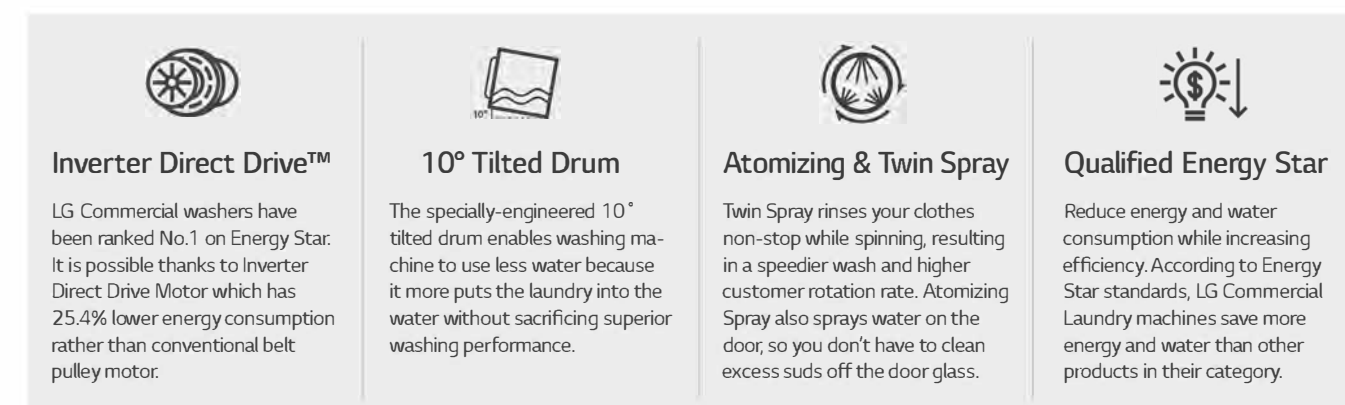 10°
Inverter Direct Drive™
LG Commercial washers have
been ranked No.1 on Energy Star.
It is possible thanks to Inverter
Direct Drive Motor which has
25.4% lower energy consumption
rather than conventional belt
pulley motor.
10° Tilted Drum
The specially-engineered 10˚
tilted drum enables washing ma-
chine to use less water because
it more puts the laundry into the
water without sacrificing superior
washing performance.
Atomizing & Twin Spray
Twin Spray rinses your clothes
non-stop while spinning, resulting
in a speedier wash and higher
customer rotation rate. Atomizing
Spray also sprays water on the
door, so you don't have to clean
excess suds off the door glass.
$
Qualified Energy Star
Reduce energy and water
consumption while increasing
efficiency. According to Energy
Star standards, LG Commercial
Laundry machines save more
energy and water than other
products in their category.